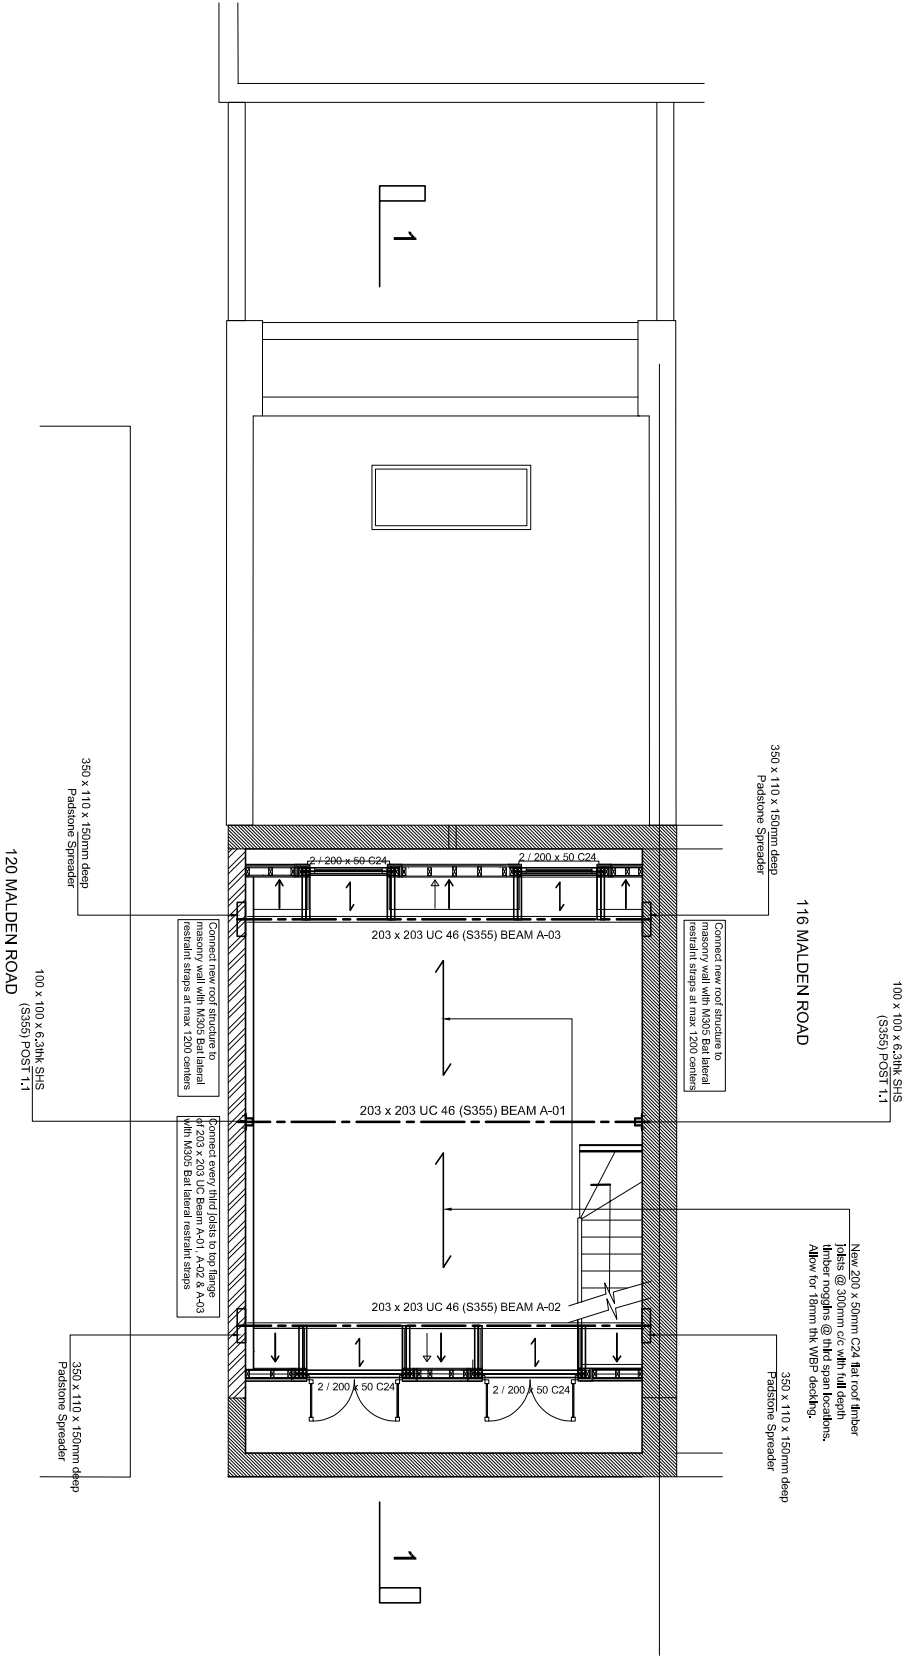 1
350 x 110 x 150mm deep
Padstone Spreader
116 MALDEN ROAD
100 x 100 x 6.3thk SHS
(S355) POST 1.1
350 x 110 x 150mm deep
Padstone Spreader
120 MALDEN ROAD
100 x 100 x 6.3thk SHS
(S355) POST 1.1
2 / 200 x 50 C24
2 / 200 x 50 C24
203 x 203 UC 46 (S355) BEAM A-03
Connect new roof structure to
masonry wall with M305 Bat lateral
restraint straps at max 1200 centers
Connect new roof structure to
masonry wall with M305 Bat lateral
restraint straps at max 1200 centers
203 x 203 UC 46 (S355) BEAM A-01
Connect every third joists to top flange
of 203 x 203 UC Beam A-01, A-02 & A-03
with M305 Bat lateral restraint straps
New 200 x 50mm C24 flat roof timber
joists @ 300mm c/c with full depth
timber noggins @ third span locations.
Allow for 18mm thk WBP decking.
203 x 203 UC 46 (S355) BEAM A-02
2 / 200 x 50 C24
2 / 200 x 50 C24
350 x 110 x 150mm deep
Padstone Spreader
350 x 110 x 150mm deep
Padstone Spreader
1